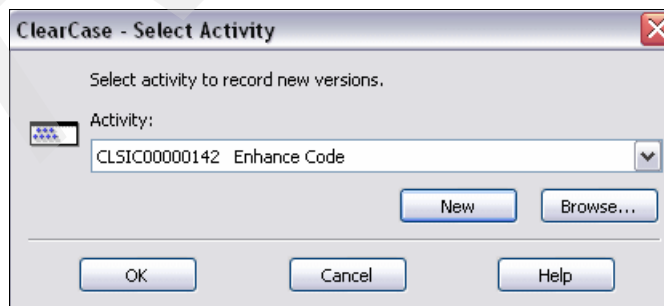 ClearCase - Select Activity
Select activity to record new versions.
Activity:
CLSIC00000142 Enhance Code
New Browse...
OK Cancel Help